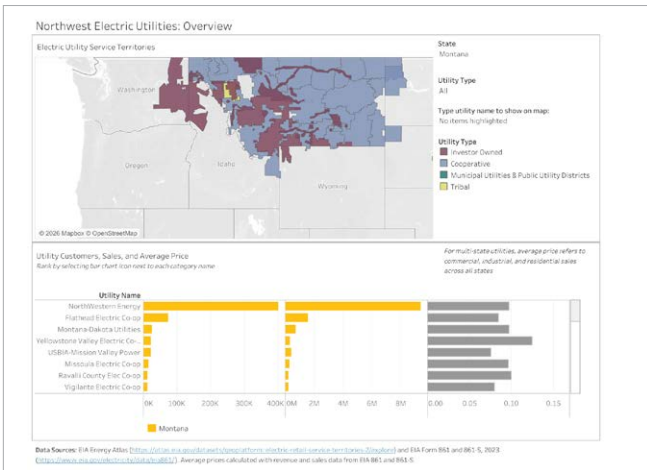 Northwest Electric Utilities: Overview
Electric Utility Service Territories
State
Montana
Utility Type
All
Type utility name to show on map:
No items highlighted
Utility Type
Investor Owned
Cooperative
Municipal Utilities & Public Utility Districts
Tribal
Washington
Oregon
Idaho
Wyoming
© 2026 Mapbox © OpenStreetMap
Utility Customers, Sales, and Average Price
Rank by selecting bar chart icon next to each category name
For multi-state utilities, average price refers to
commercial, industrial, and residential sales
across all states
Utility Name
NorthWestern Energy
Flathead Electric Co-op
Montana-Dakota Utilities
Yellowstone Valley Electric Co-..
USBIA-Mission Valley Power
Missoula Electric Co-op
Ravalli County Elec Co-op
Vigilante Electric Co-op
0K 100K 200K 300K 400K 0M 2M 4M 6M 8M 0.00 0.05 0.10 0.15
Montana
Data Sources: EIA Energy Atlas and EIA Form 861 and 861-S, 2023
(https://www.eia.gov/electricity/data/eia861/). Average prices calculated with revenue and sales data from EIA 861 and 861-S